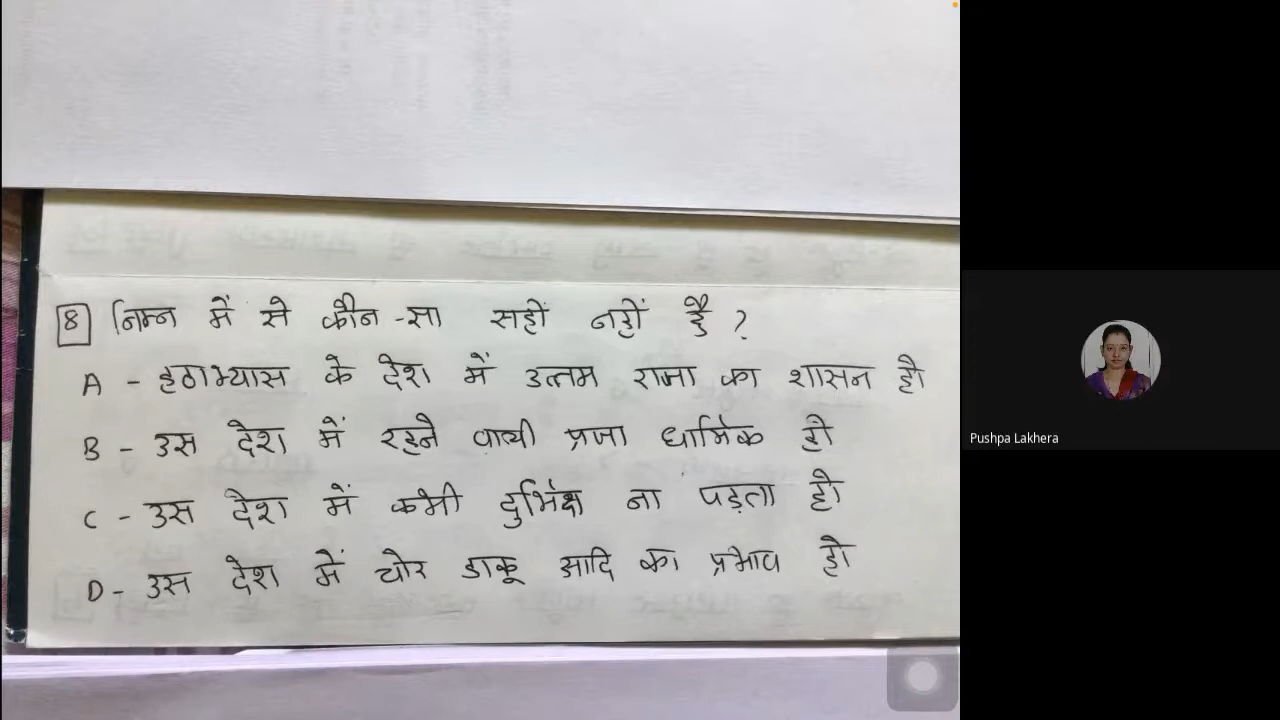 8 निम्न में से कौन-सा सहीं नहीं है ?
A - हठाभ्यास के देश में उत्तम राजा का शासन हो
B - उस देश में रहने वाली प्रजा धार्मिक हो
C - उस देश में कभी दुर्भिक्ष ना पड़ता हो
D - उस देश में चोर डाकू आदि का प्रभाव हो
Pushpa Lakhera